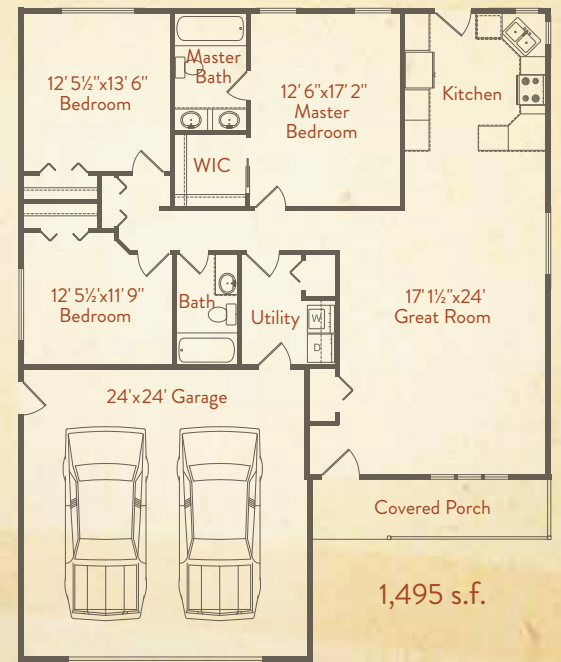 Master
Bath
12' 5½"x13' 6"
Bedroom
12' 6"x17' 2"
Master
Bedroom
Kitchen
WIC
12' 5½'x11' 9"
Bedroom
Bath
Utility
W
D
17' 1½"x24'
Great Room
24'x24' Garage
Covered Porch
1,495 s.f.